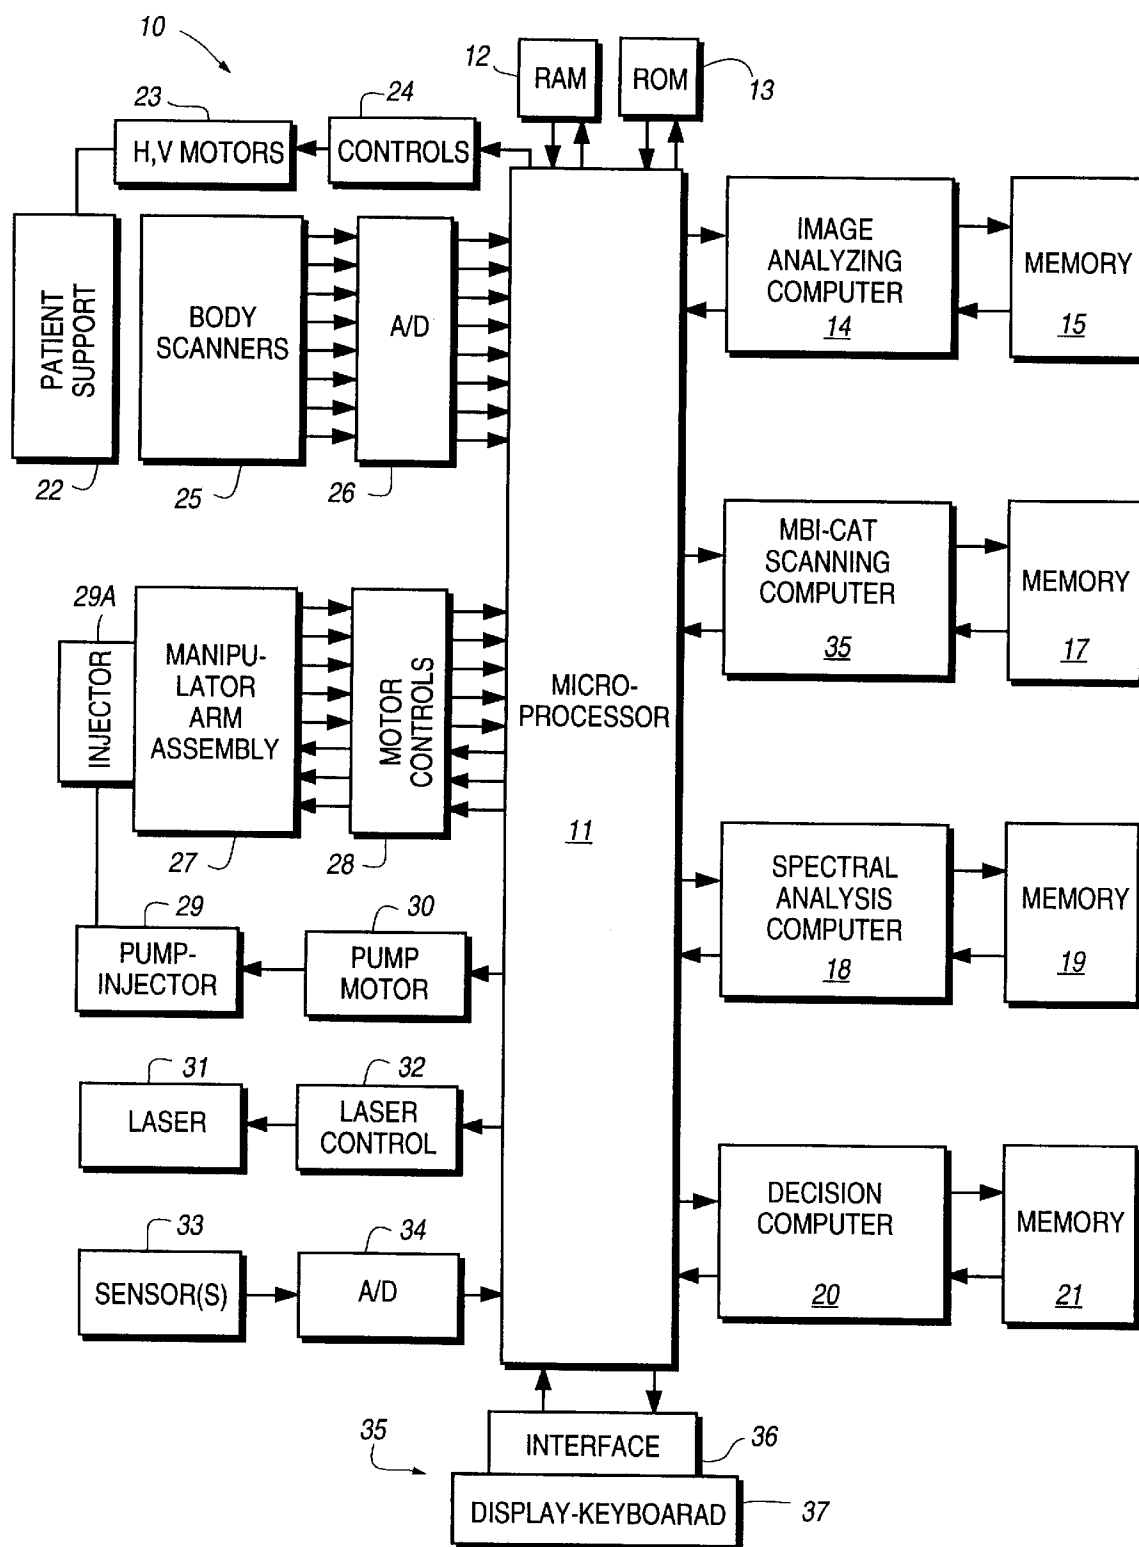 10
12
RAM
ROM
13
23
24
H,V MOTORS
CONTROLS
PATIENT
SUPPORT
22
BODY
SCANNERS
25
A/D
26
IMAGE
ANALYZING
COMPUTER
14
MEMORY
15
MBI-CAT
SCANNING
COMPUTER
35
MEMORY
17
29A
INJECTOR
MANIPU-
LATOR
ARM
ASSEMBLY
27
MOTOR
CONTROLS
28
MICRO-
PROCESSOR
11
SPECTRAL
ANALYSIS
COMPUTER
18
MEMORY
19
29
PUMP-
INJECTOR
30
PUMP
MOTOR
31
LASER
32
LASER
CONTROL
33
SENSOR(S)
34
A/D
DECISION
COMPUTER
20
MEMORY
21
35
INTERFACE
36
DISPLAY-KEYBOARAD
37